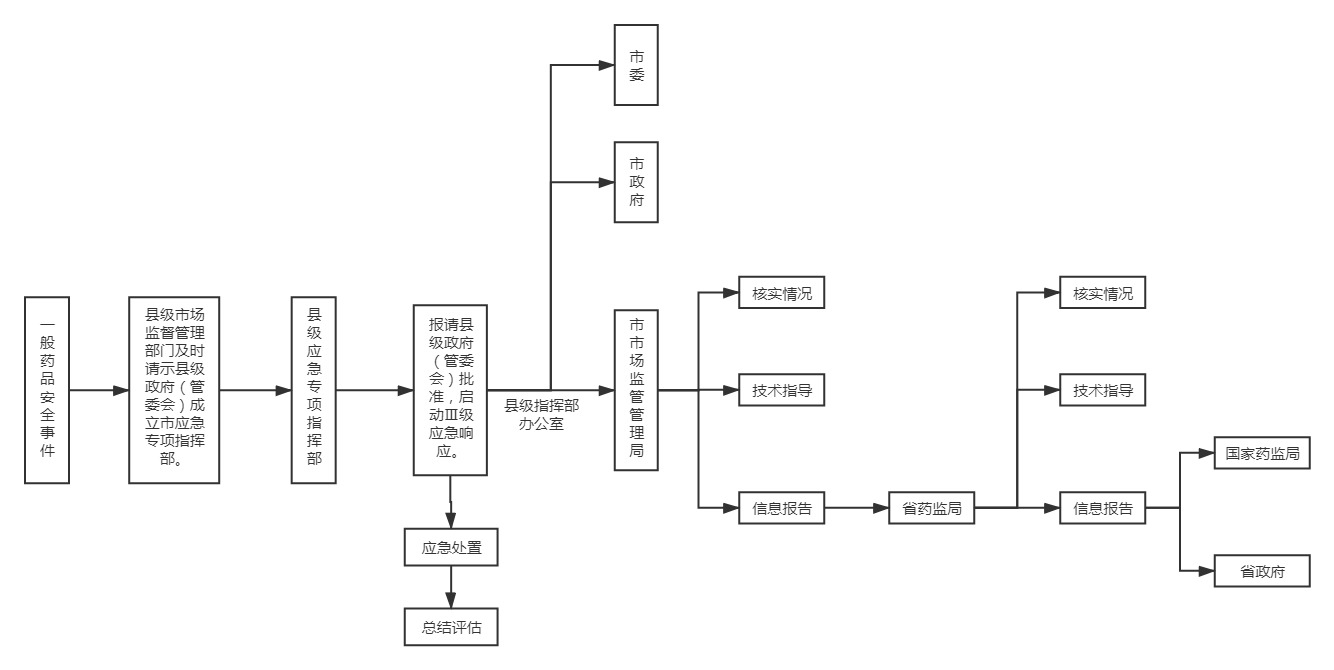 市委
市政府
一般药品安全事件
县级市场
监督管理
部门及时
请示县级
政府（管
委会）成
立市应急
专项指挥
部。
县级应急专项指挥部
报请县
级政府
（管委
会）批
准，启
动Ⅲ级
应急响
应。
县级指挥部
办公室
市市场监管管理局
核实情况
技术指导
信息报告
省药监局
核实情况
技术指导
信息报告
国家药监局
省政府
应急处置
总结评估